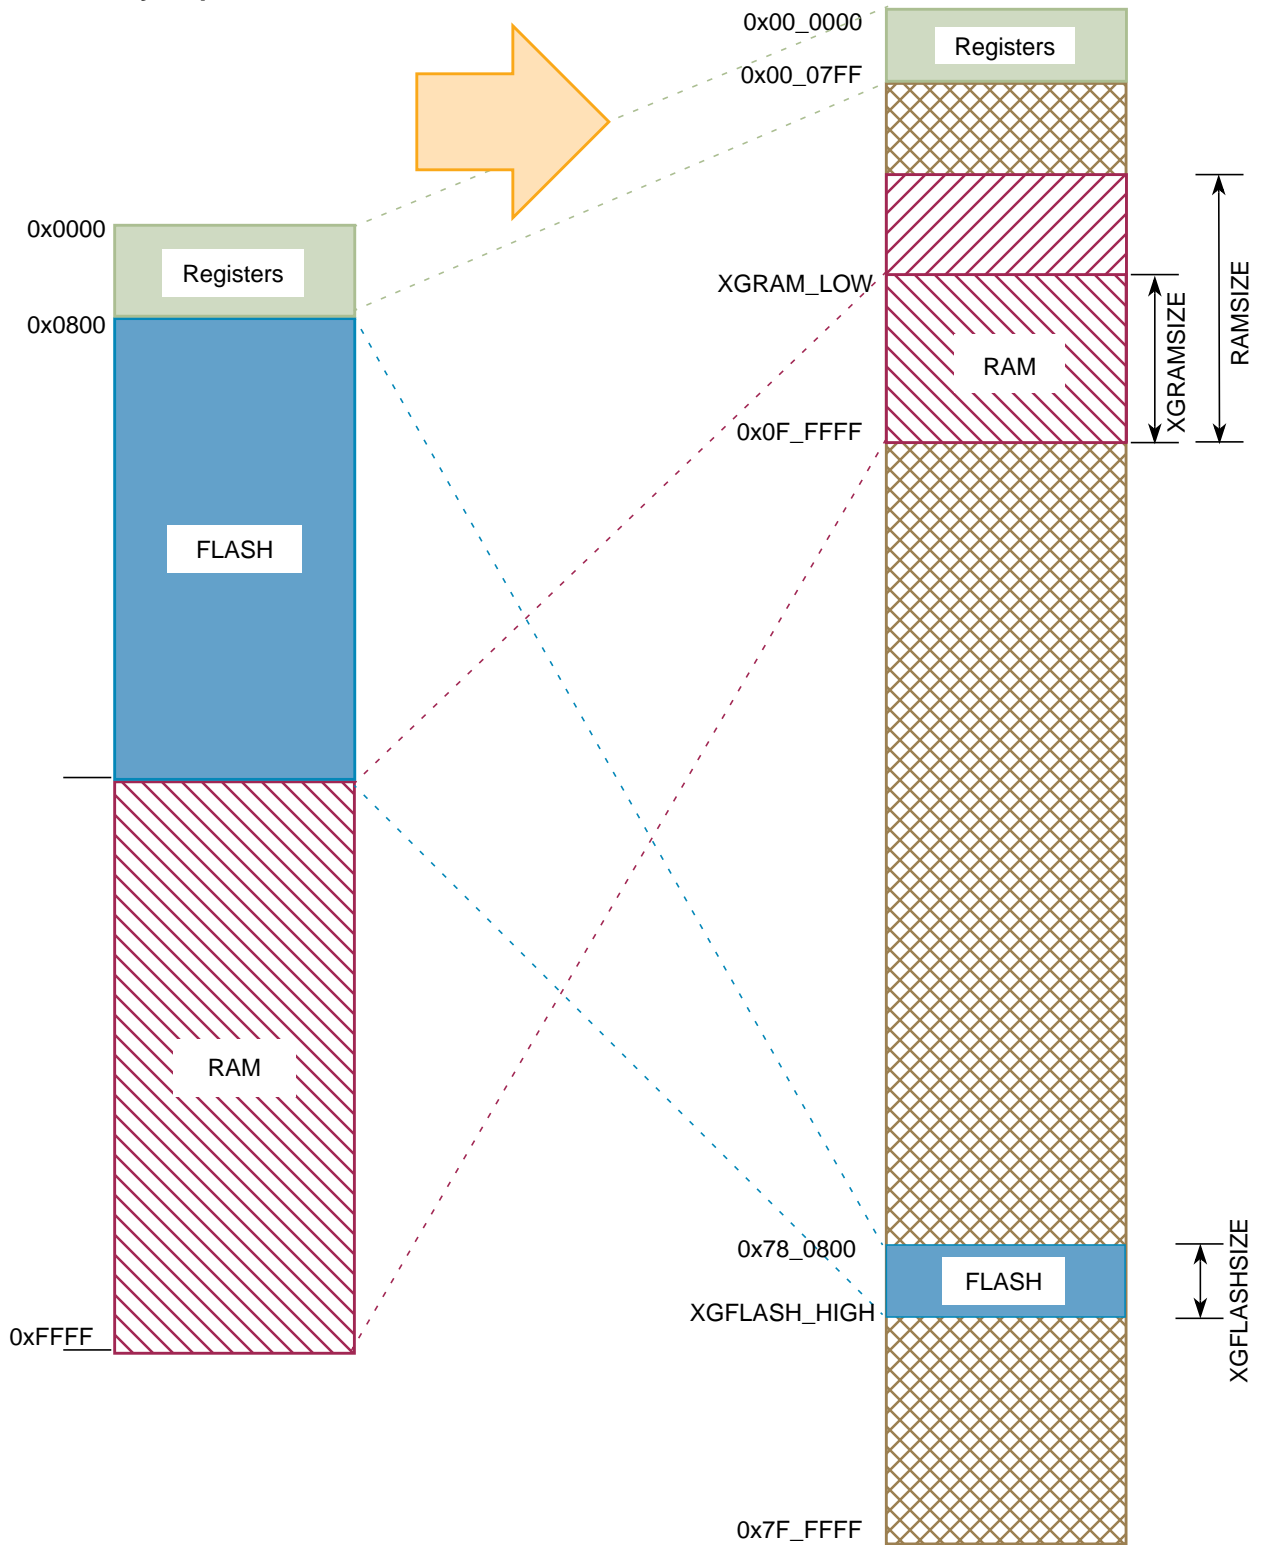 0x00_0000
Registers
0x00_07FF
0x0000
Registers
0x0800
XGRAM_LOW
RAM
XGRAMSIZE
RAMSIZE
0x0F_FFFF
FLASH
RAM
0x78_0800
FLASH
XGFLASH_HIGH
XGFLASHSIZE
0xFFFF
0x7F_FFFF